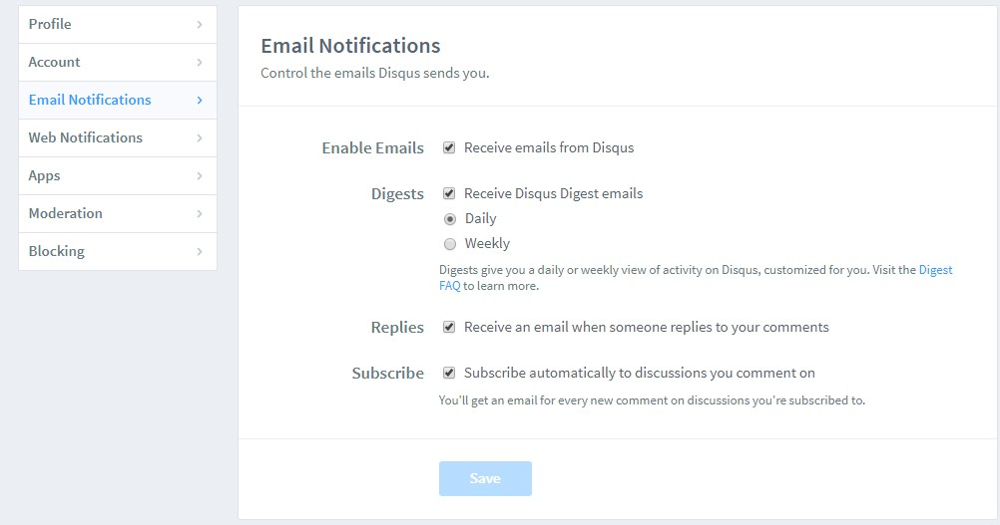 Profile
Account
Email Notifications
Web Notifications
Apps
Moderation
Blocking
Email Notifications
Control the emails Disqus sends you.
Enable Emails Receive emails from Disqus
Digests Receive Disqus Digest emails
Daily
Weekly
Digests give you a daily or weekly view of activity on Disqus, customized for you. Visit the Digest
FAQ to learn more.
Replies Receive an email when someone replies to your comments
Subscribe Subscribe automatically to discussions you comment on
You'll get an email for every new comment on discussions you're subscribed to.
Save